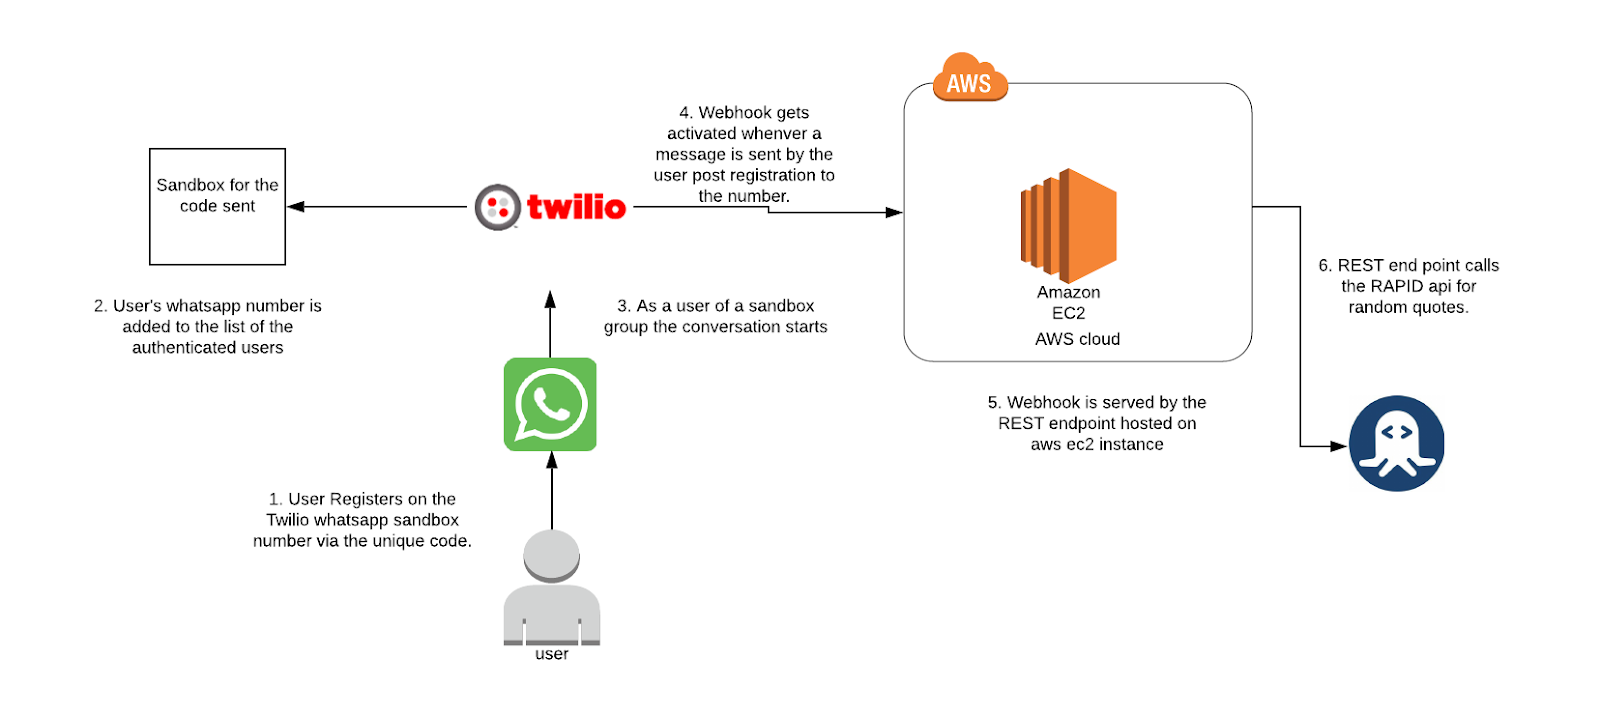 AWS
4. Webhook gets
activated whenver a
message is sent by the
user post registration to
the number.
Sandbox for the
code sent
twilio
Amazon
EC2
AWS cloud
6. REST end point calls
the RAPID api for
random quotes.
2. User's whatsapp number is
added to the list of the
authenticated users
3. As a user of a sandbox
group the conversation starts
5. Webhook is served by the
REST endpoint hosted on
aws ec2 instance
1. User Registers on the
Twilio whatsapp sandbox
number via the unique code.
user